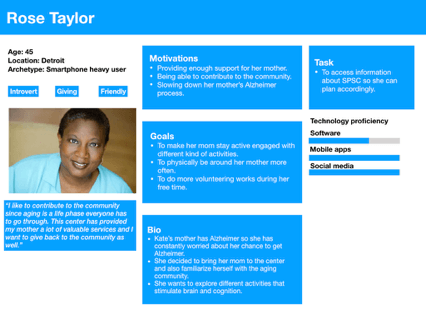 Rose Taylor
Age: 45
Location: Detroit
Archetype: Smartphone heavy user
Introvert
Giving
Friendly
"I like to contribute to the community
since aging is a life phase everyone has
to go through. This center has provided
my mother a lot of valuable services and I
want to give back to the community as
well."
Motivations
• Providing enough support for her mother.
• Being able to contribute to the community.
• Slowing down her mother's Alzheimer
process.
Goals
• To make her mom stay active engaged with
different kind of activities.
• To physically be around her mother more
often.
• To do more volunteering works during her
free time.
Bio
• Kate's mother has Alzheimer so she has
constantly worried about her chance to get
Alzheimer.
• She decided to bring her mom to the center
and also familiarize herself with the aging
community.
• She wants to explore different activities that
stimulate brain and cognition.
Task
• To access information
about SPSC so she can
plan accordingly.
Technology proficiency
Software
Mobile apps
Social media